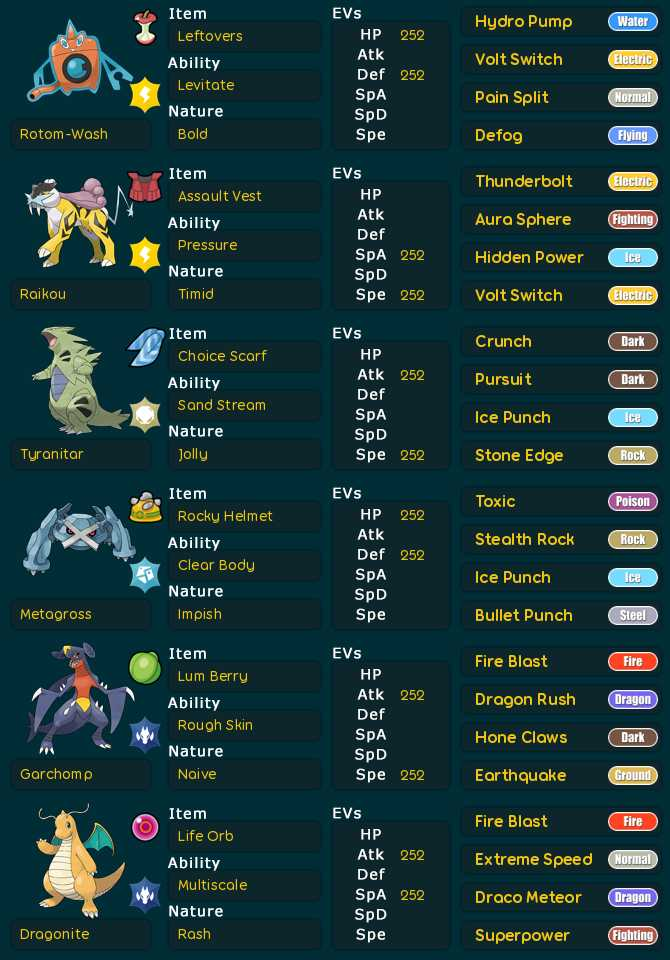 Item
Leftovers
Ability
Levitate
Nature
Bold
Rotom-Wash
EVs
HP 252
Atk
Def 252
SpA
SpD
Spe
Hydro Pump Water
Volt Switch Electric
Pain Split Normal
Defog Flying
Item
Assault Vest
Ability
Pressure
Nature
Timid
Raikou
EVs
HP
Atk
Def
SpA 252
SpD
Spe 252
Thunderbolt Electric
Aura Sphere Fighting
Hidden Power Ice
Volt Switch Electric
Item
Choice Scarf
Ability
Sand Stream
Nature
Jolly
Tyranitar
EVs
HP
Atk 252
Def
SpA
SpD
Spe 252
Crunch Dark
Pursuit Dark
Ice Punch Ice
Stone Edge Rock
Item
Rocky Helmet
Ability
Clear Body
Nature
Impish
Metagross
EVs
HP 252
Atk
Def 252
SpA
SpD
Spe
Toxic Poison
Stealth Rock Rock
Ice Punch Ice
Bullet Punch Steel
Item
Lum Berry
Ability
Rough Skin
Nature
Naive
Garchomp
EVs
HP
Atk 252
Def
SpA
SpD
Spe 252
Fire Blast Fire
Dragon Rush Dragon
Hone Claws Dark
Earthquake Ground
Item
Life Orb
Ability
Multiscale
Nature
Rash
Dragonite
EVs
HP
Atk 252
Def
SpA 252
SpD
Spe
Fire Blast Fire
Extreme Speed Normal
Draco Meteor Dragon
Superpower Fighting